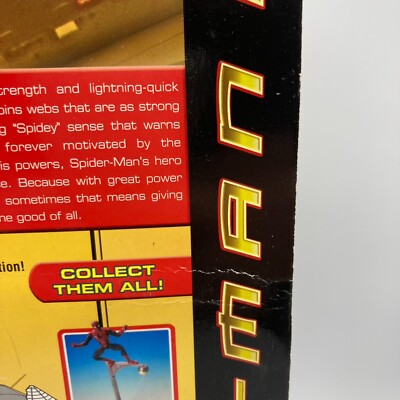 strength and lightning-quick
spins webs that are as strong
"Spidey" sense that warns
forever motivated by the
his powers, Spider-Man's hero
Because with great power
sometimes that means giving
the good of all.
COLLECT
THEM ALL!
-MAN